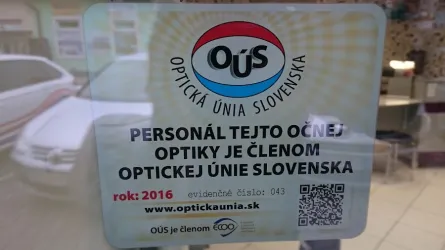 OÚS
OPTICKÁ ÚNIA SLOVENSKA
PERSONÁL TEJTO OČNEJ
OPTIKY JE ČLENOM
OPTICKEJ ÚNIE SLOVENSKA
rok: 2016 evidenčné číslo: 043
www.optickaunia.sk
OÚS je členom ECOO